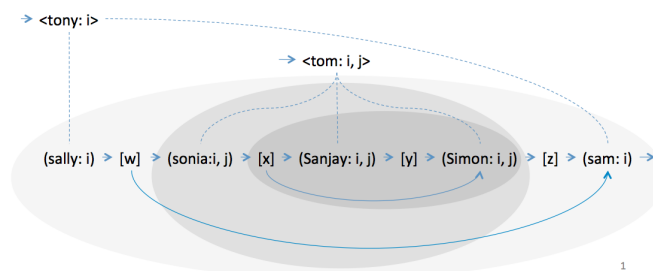 <tony: i>
<tom: i, j>
(sally: i) [w] (sonia:i, j) [x] (Sanjay: i, j) [y] (Simon: i, j) [z] (sam: i)
1